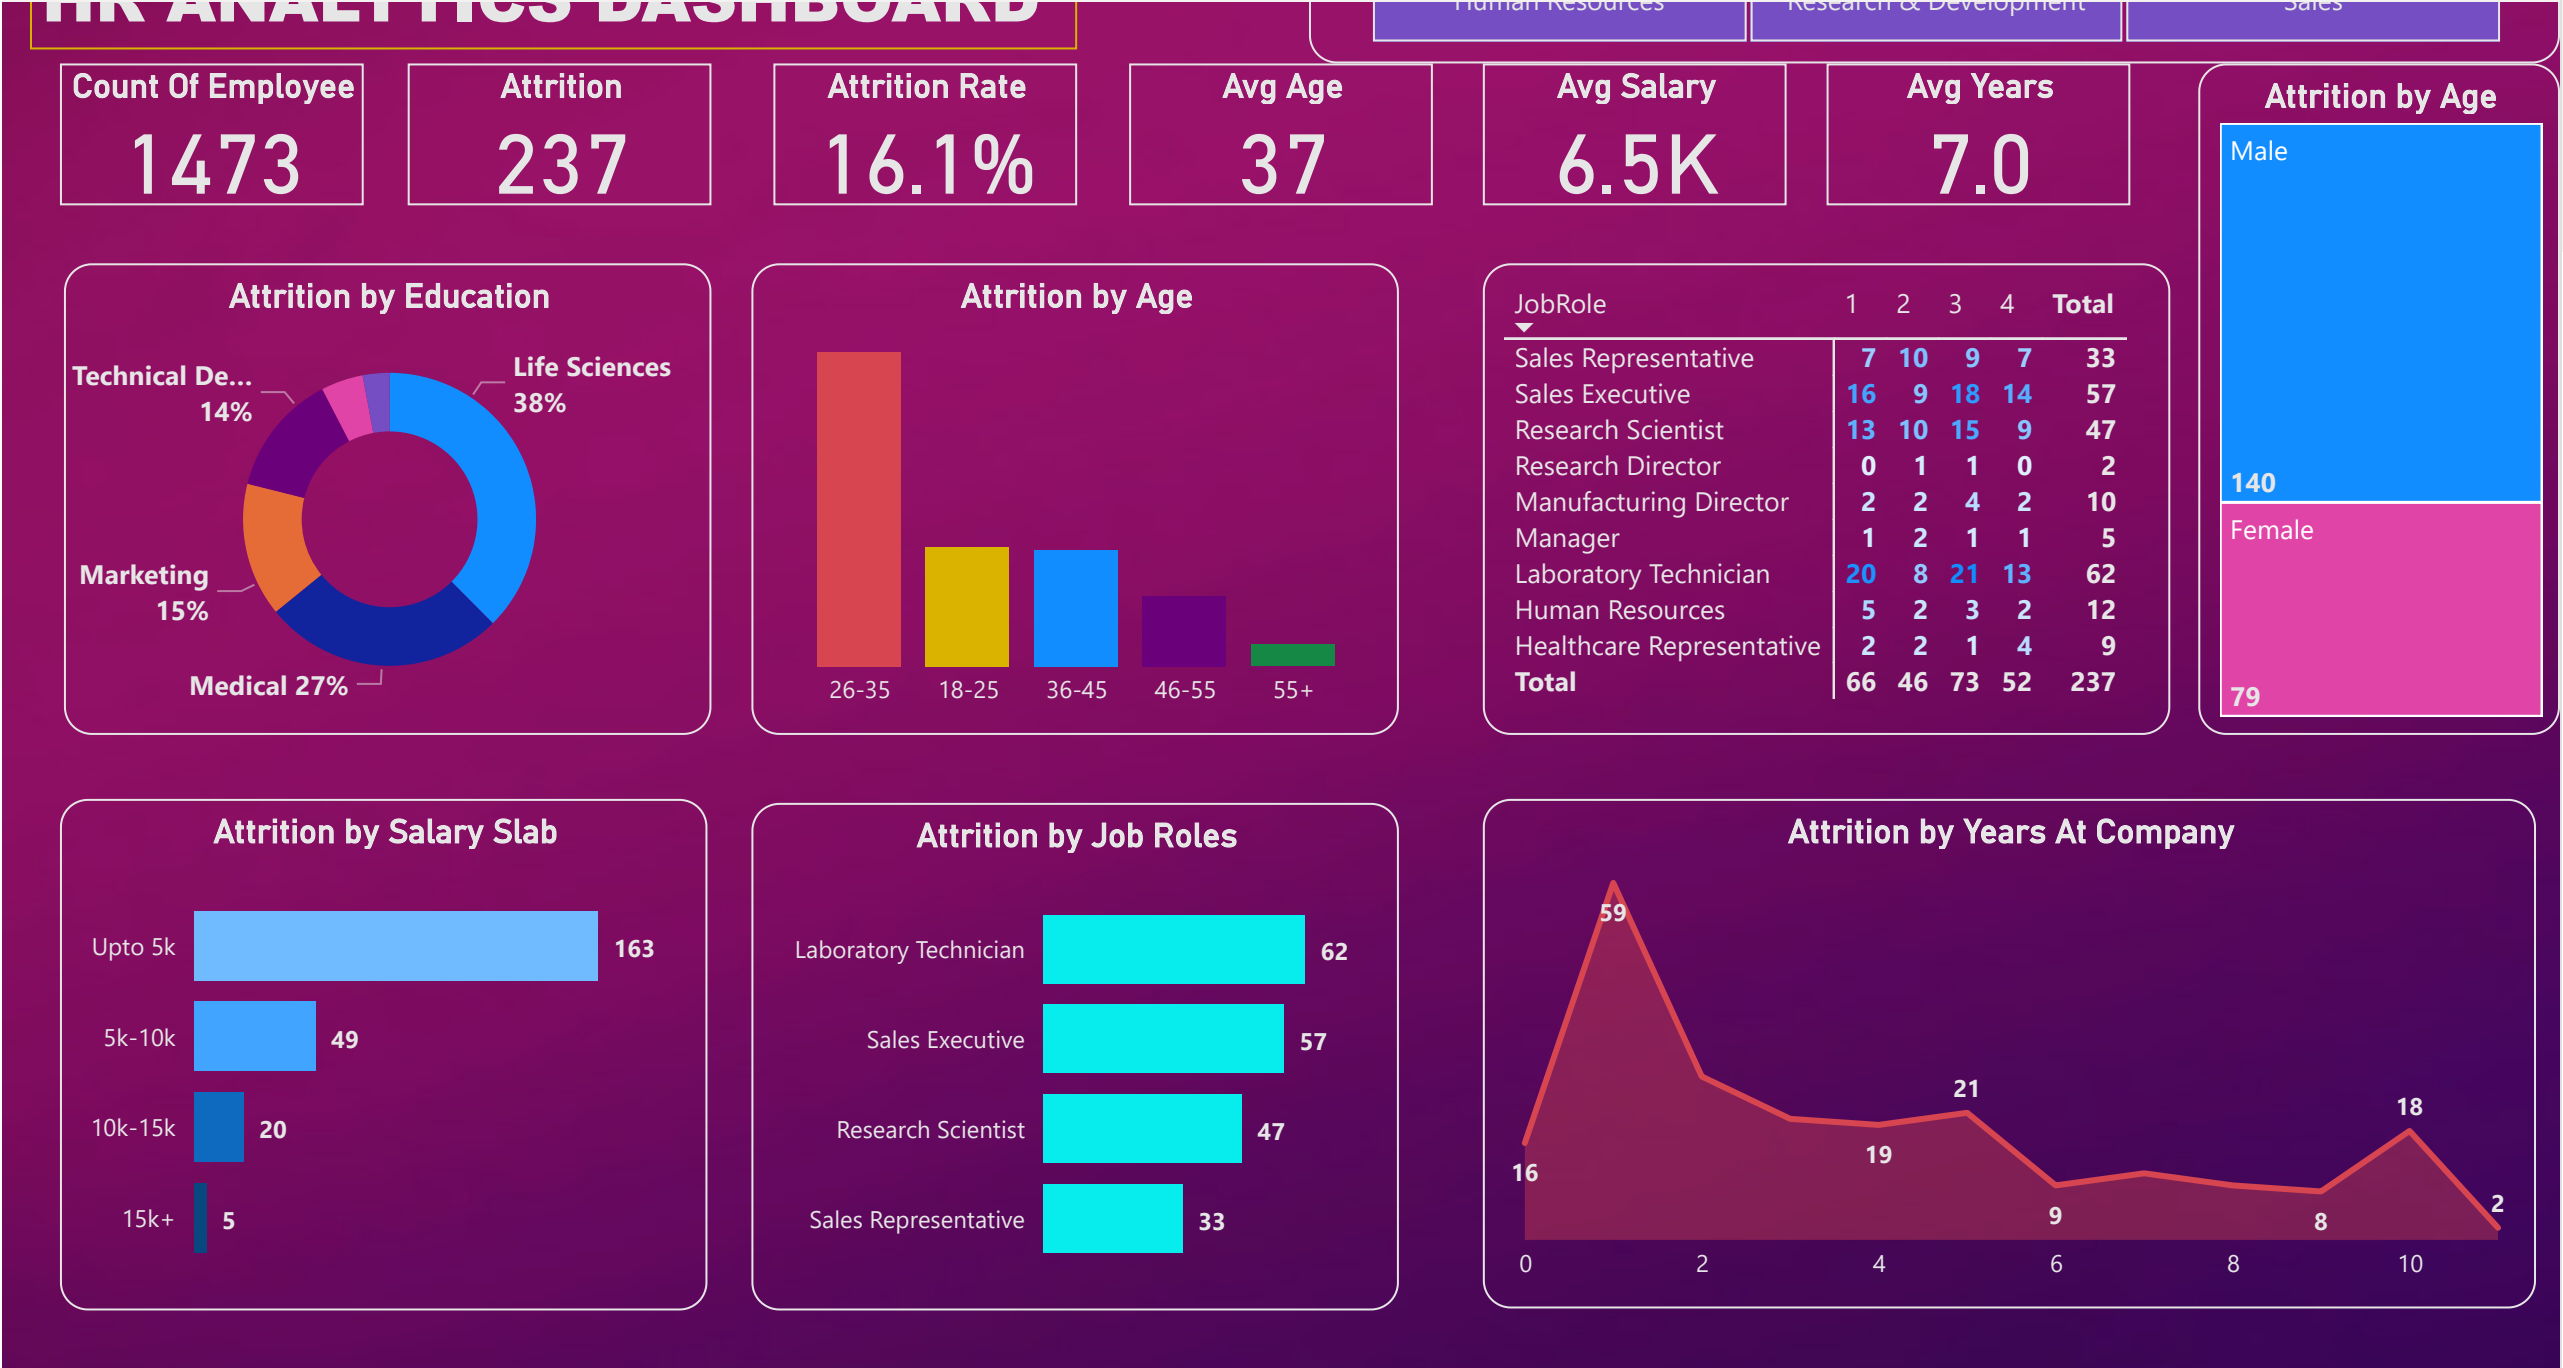 HR ANALYTICS DASHBOARD
Human Resources
Research & Development
Sales
Count Of Employee
1473
Attrition
237
Attrition Rate
16.1%
Avg Age
37
Avg Salary
6.5K
Avg Years
7.0
Attrition by Age
Male
140
Female
79
Attrition by Education
Life Sciences
38%
Technical De...
14%
Marketing
15%
Medical 27%
Attrition by Age
26-35 18-25 36-45 46-55 55+
JobRole 1 2 3 4 Total
Sales Representative 7 10 9 7 33
Sales Executive 16 9 18 14 57
Research Scientist 13 10 15 9 47
Research Director 0 1 1 0 2
Manufacturing Director 2 2 4 2 10
Manager 1 2 1 1 5
Laboratory Technician 20 8 21 13 62
Human Resources 5 2 3 2 12
Healthcare Representative 2 2 1 4 9
Total 66 46 73 52 237
Attrition by Salary Slab
Upto 5k 163
5k-10k 49
10k-15k 20
15k+ 5
Attrition by Job Roles
Laboratory Technician 62
Sales Executive 57
Research Scientist 47
Sales Representative 33
Attrition by Years At Company
59
21
18
19
16
2
9
8
0 2 4 6 8 10